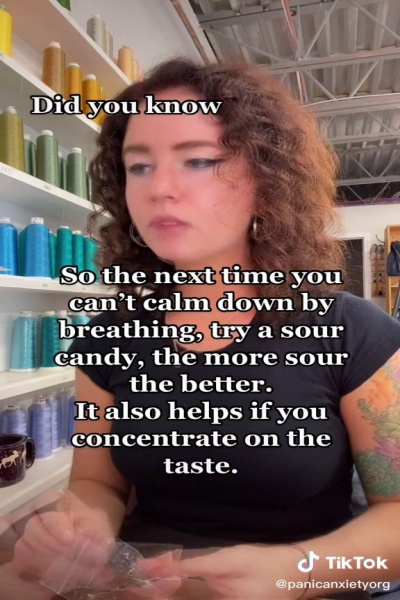 Did you know
So the next time you
can't calm down by
breathing, try a sour
candy, the more sour
the better.
It also helps if you
concentrate on the
taste.
TikTok
@panicanxietyorg